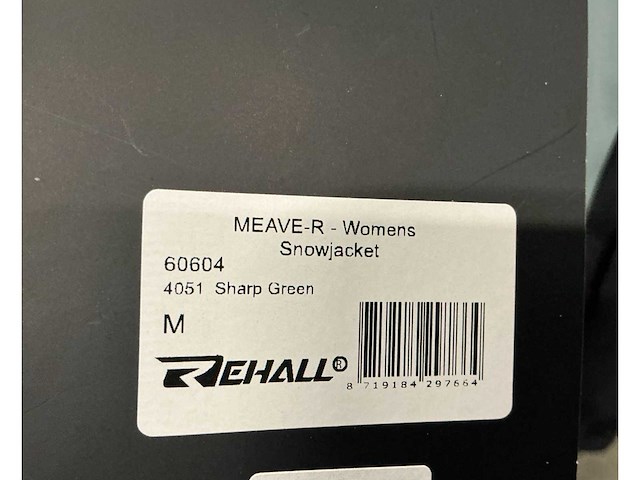 MEAVE-R - Womens
Snowjacket
60604
4051 Sharp Green
M
REHALL®
8 719184 297664